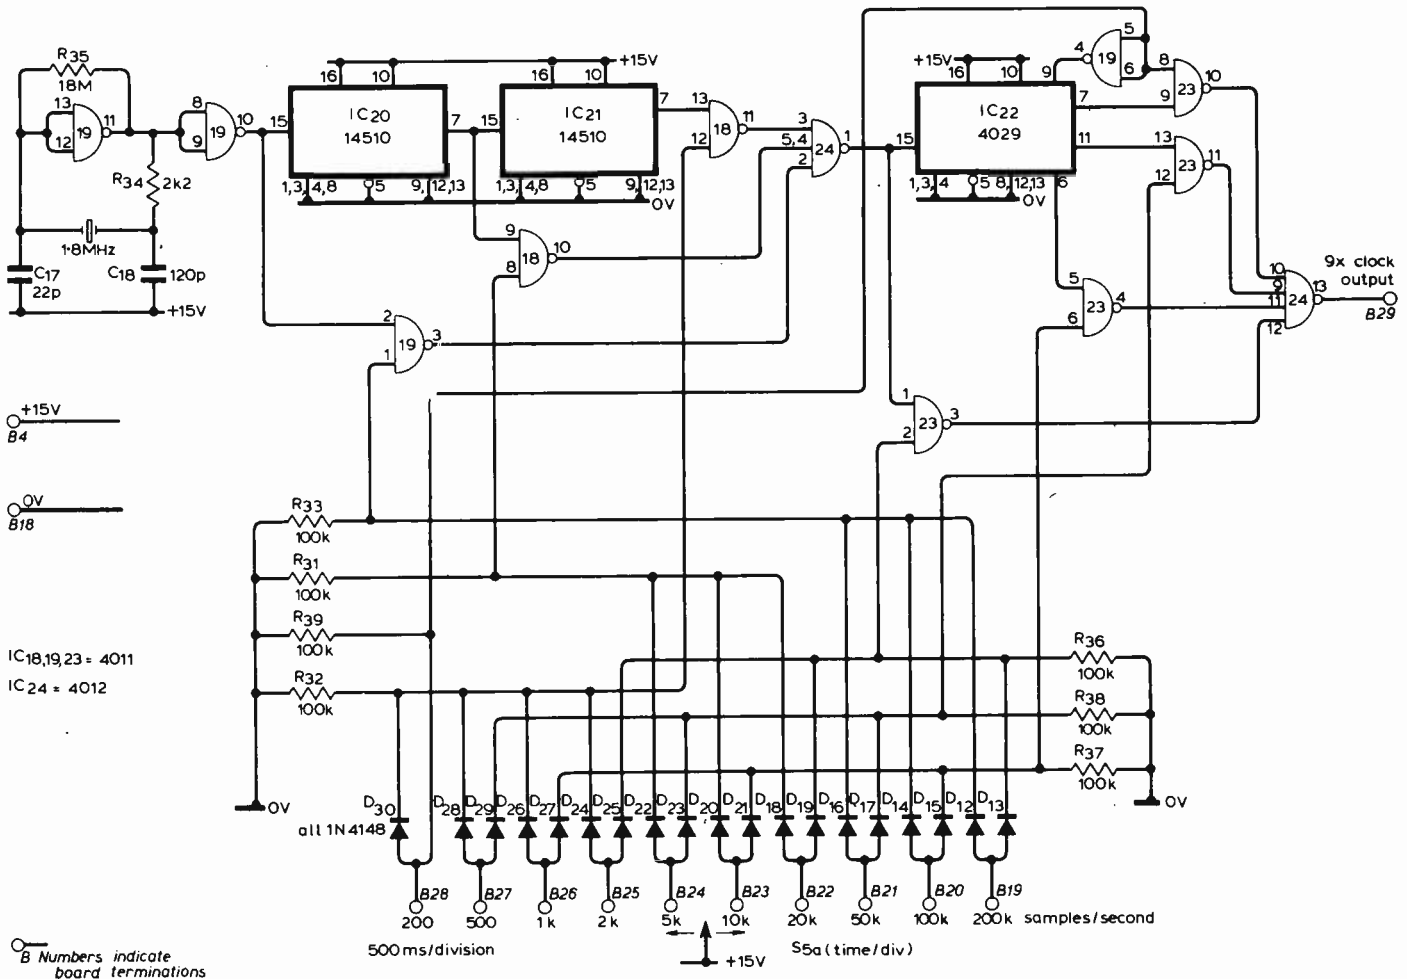 R35
18M
13
12
19
11
8
9
19
10
R34
2k2
1·8MHz
C17
22p
C18
120p
+15V
+15V
16
10
IC20
14510
15
7
1,3,4,8
5
9,12,13
16
10
IC21
14510
15
7
1,3,4,8
5
9,12,13
0V
13
12
18
11
3
5,4
2
24
1
9
8
18
10
2
1
19
3
+15V
16
10
9
IC22
4029
15
7
11
1,3,4
5
8,12,13
6
0V
4
19
5
6
8
9
23
10
13
12
23
11
5
6
23
4
1
2
23
3
10
9
11
12
24
13
9x clock
output
B29
+15V
B4
0V
B18
IC18,19,23 = 4011
IC24 = 4012
R33
100k
R31
100k
R39
100k
R32
100k
R36
100k
R38
100k
R37
100k
0V
0V
D30
D28
D29
D26
D27
D24
D25
D22
D23
D20
D21
D18
D19
D16
D17
D14
D15
D12
D13
all 1N4148
B28
B27
B26
B25
B24
B23
B22
B21
B20
B19
200
500
1k
2k
5k
10k
20k
50k
100k
200k samples/second
500ms/division
S5a(time/div)
+15V
B Numbers indicate
board terminations